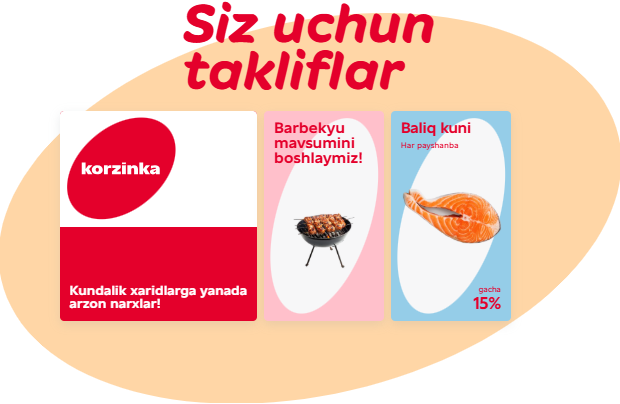 Siz uchun
takliflar
korzinka
Kundalik xaridlarga yanada
arzon narxlar!
Barbekyu
mavsumini
boshlaymiz!
Baliq kuni
Har payshanba
gacha
15%